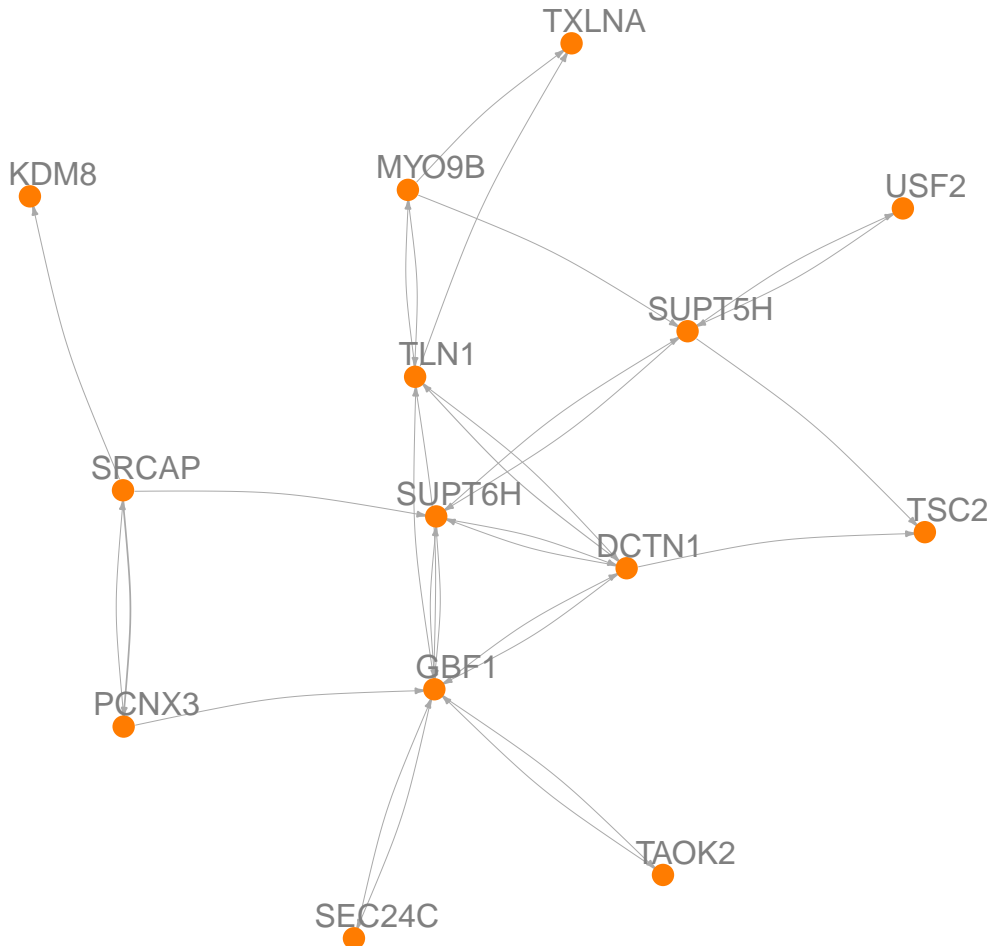 TXLNA
KDM8
MYO9B
USF2
SUPT5H
TLN1
SRCAP
SUPT6H
TSC2
DCTN1
GBF1
PCNX3
TAOK2
SEC24C